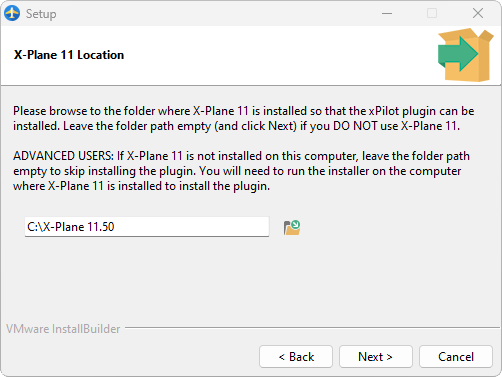 Setup
X-Plane 11 Location
Please browse to the folder where X-Plane 11 is installed so that the xPilot plugin can be
installed. Leave the folder path empty (and click Next) if you DO NOT use X-Plane 11.
ADVANCED USERS: If X-Plane 11 is not installed on this computer, leave the folder path
empty to skip installing the plugin. You will need to run the installer on the computer
where X-Plane 11 is installed to install the plugin.
C:\X-Plane 11.50
VMware InstallBuilder
< Back
Next >
Cancel